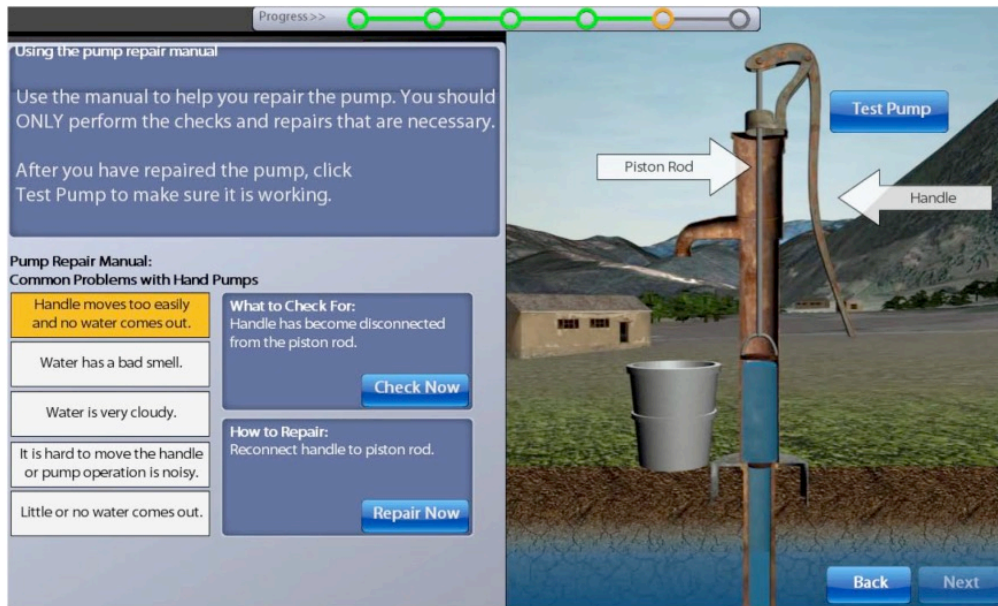 Progress>>
Using the pump repair manual
Use the manual to help you repair the pump. You should
ONLY perform the checks and repairs that are necessary.
After you have repaired the pump, click
Test Pump to make sure it is working.
Pump Repair Manual:
Common Problems with Hand Pumps
Handle moves too easily
and no water comes out.
Water has a bad smell.
Water is very cloudy.
It is hard to move the handle
or pump operation is noisy.
Little or no water comes out.
What to Check For:
Handle has become disconnected
from the piston rod.
Check Now
How to Repair:
Reconnect handle to piston rod.
Repair Now
Test Pump
Piston Rod
Handle
Back
Next